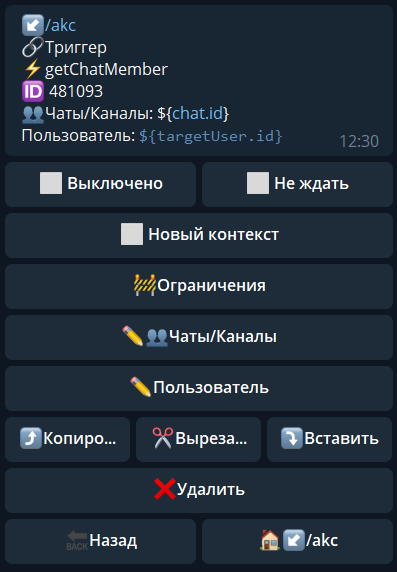 ↙️/akc
🔗Триггер
⚡getChatMember
🆔 481093
👥Чаты/Каналы: ${chat.id}
Пользователь: ${targetUser.id}
12:30
⬜ Выключено
⬜ Не ждать
⬜ Новый контекст
🚧Ограничения
✏️👥Чаты/Каналы
✏️Пользователь
⤴️Копиро...
✂️Выреза...
⤵️Вставить
❌Удалить
🔙Назад
🏠↙️/akc